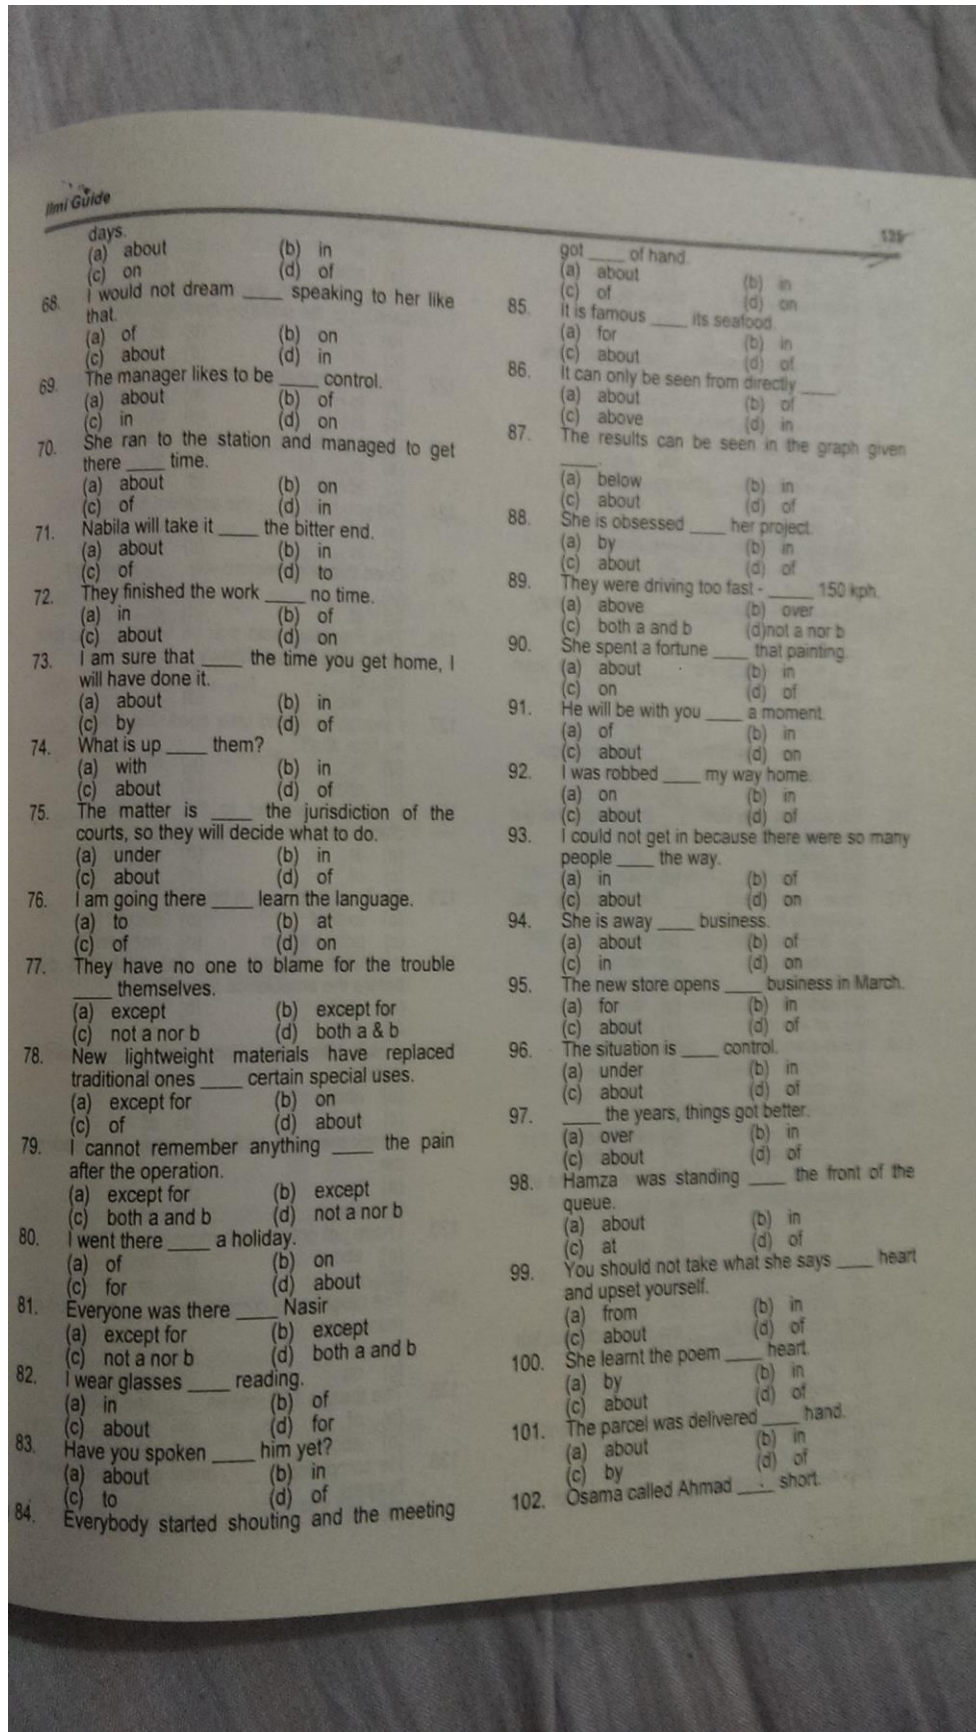 Ilmi Guide
129
days.
(a) about (b) in
(c) on (d) of
68. I would not dream ____ speaking to her like
that.
(a) of (b) on
(c) about (d) in
69. The manager likes to be ____ control.
(a) about (b) of
(c) in (d) on
70. She ran to the station and managed to get
there ____ time.
(a) about (b) on
(c) of (d) in
71. Nabila will take it ____ the bitter end.
(a) about (b) in
(c) of (d) to
72. They finished the work ____ no time.
(a) in (b) of
(c) about (d) on
73. I am sure that ____ the time you get home, I
will have done it.
(a) about (b) in
(c) by (d) of
74. What is up ____ them?
(a) with (b) in
(c) about (d) of
75. The matter is ____ the jurisdiction of the
courts, so they will decide what to do.
(a) under (b) in
(c) about (d) of
76. I am going there ____ learn the language.
(a) to (b) at
(c) of (d) on
77. They have no one to blame for the trouble
____ themselves.
(a) except (b) except for
(c) not a nor b (d) both a & b
78. New lightweight materials have replaced
traditional ones ____ certain special uses.
(a) except for (b) on
(c) of (d) about
79. I cannot remember anything ____ the pain
after the operation.
(a) except for (b) except
(c) both a and b (d) not a nor b
80. I went there ____ a holiday.
(a) of (b) on
(c) for (d) about
81. Everyone was there ____ Nasir
(a) except for (b) except
(c) not a nor b (d) both a and b
82. I wear glasses ____ reading.
(a) in (b) of
(c) about (d) for
83. Have you spoken ____ him yet?
(a) about (b) in
(c) to (d) of
84. Everybody started shouting and the meeting
got ____ of hand.
(a) about (b) in
(c) of (d) on
85. It is famous ____ its seafood.
(a) for (b) in
(c) about (d) of
86. It can only be seen from directly ____
(a) about (b) of
(c) above (d) in
87. The results can be seen in the graph given
____.
(a) below (b) in
(c) about (d) of
88. She is obsessed ____ her project.
(a) by (b) in
(c) about (d) of
89. They were driving too fast - ____ 150 kph.
(a) above (b) over
(c) both a and b (d)not a nor b
90. She spent a fortune ____ that painting.
(a) about (b) in
(c) on (d) of
91. He will be with you ____ a moment.
(a) of (b) in
(c) about (d) on
92. I was robbed ____ my way home.
(a) on (b) in
(c) about (d) of
93. I could not get in because there were so many
people ____ the way.
(a) in (b) of
(c) about (d) on
94. She is away ____ business.
(a) about (b) of
(c) in (d) on
95. The new store opens ____ business in March.
(a) for (b) in
(c) about (d) of
96. The situation is ____ control.
(a) under (b) in
(c) about (d) of
97. ____ the years, things got better.
(a) over (b) in
(c) about (d) of
98. Hamza was standing ____ the front of the
queue.
(a) about (b) in
(c) at (d) of
99. You should not take what she says ____ heart
and upset yourself.
(a) from (b) in
(c) about (d) of
100. She learnt the poem ____ heart.
(a) by (b) in
(c) about (d) of
101. The parcel was delivered ____ hand.
(a) about (b) in
(c) by (d) of
102. Osama called Ahmad ____ short.